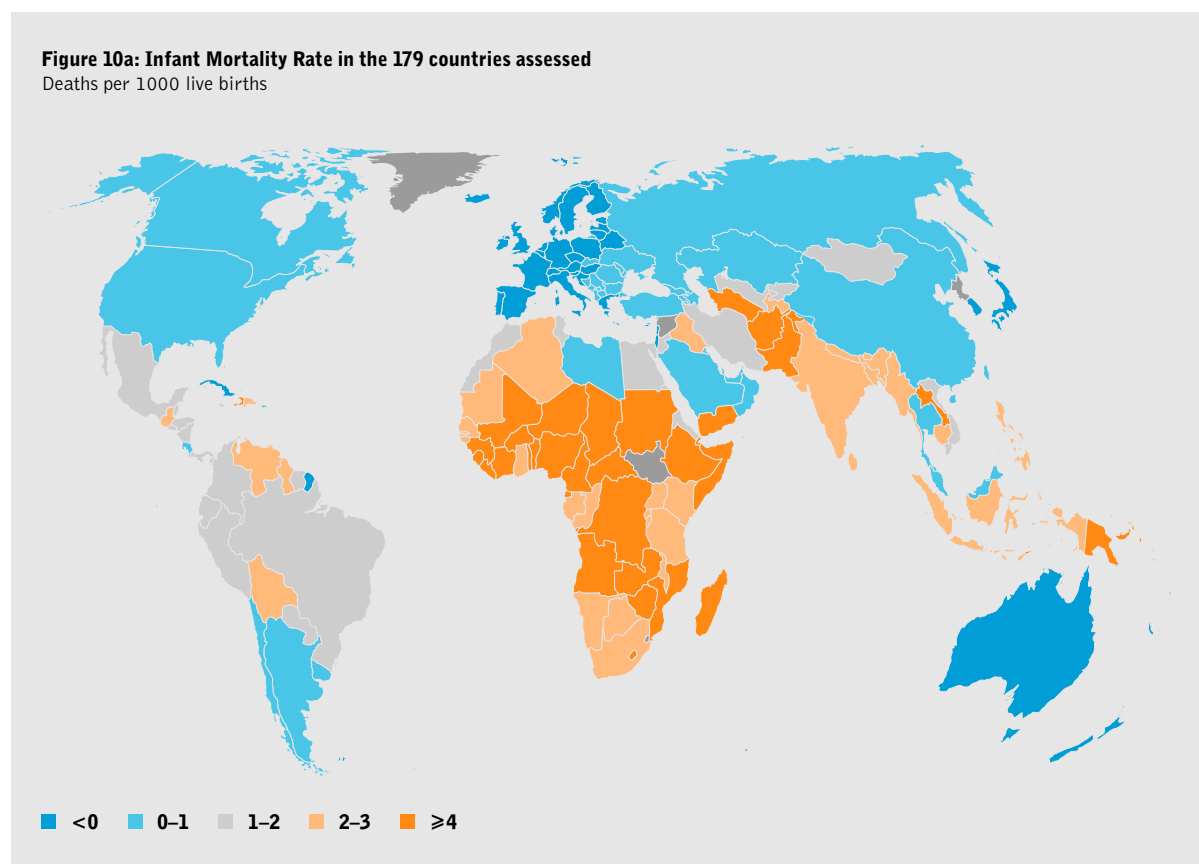 Figure 10a: Infant Mortality Rate in the 179 countries assessed
Deaths per 1000 live births
<0 0–1 1–2 2–3 ⩾4